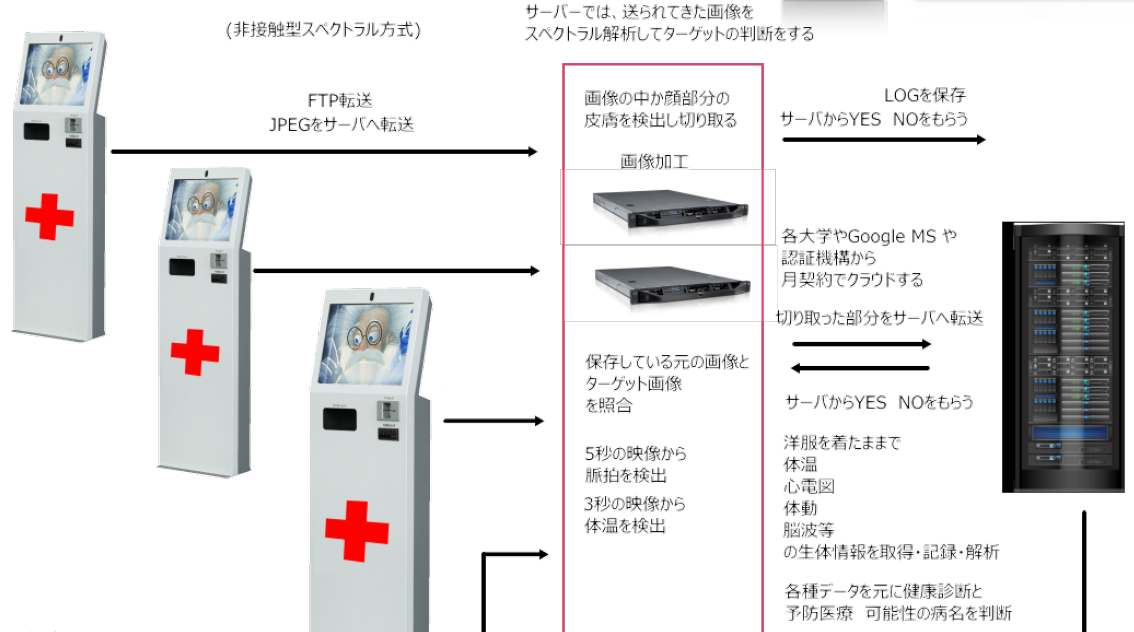 (非接触型スペクトラル方式)
サーバーでは、送られてきた画像を
スペクトラル解析してターゲットの判断をする
FTP転送
JPEGをサーバへ転送
画像の中か顔部分の
皮膚を検出し切り取る
画像加工
LOGを保存
サーバからYES NOをもらう
各大学やGoogle MS や
認証機構から
月契約でクラウドする
切り取った部分をサーバへ転送
保存している元の画像と
ターゲット画像
を照合
サーバからYES NOをもらう
5秒の映像から
脈拍を検出
3秒の映像から
体温を検出
洋服を着たままで
体温
心電図
体動
脳波等
の生体情報を取得・記録・解析
各種データを元に健康診断と
予防医療 可能性の病名を判断